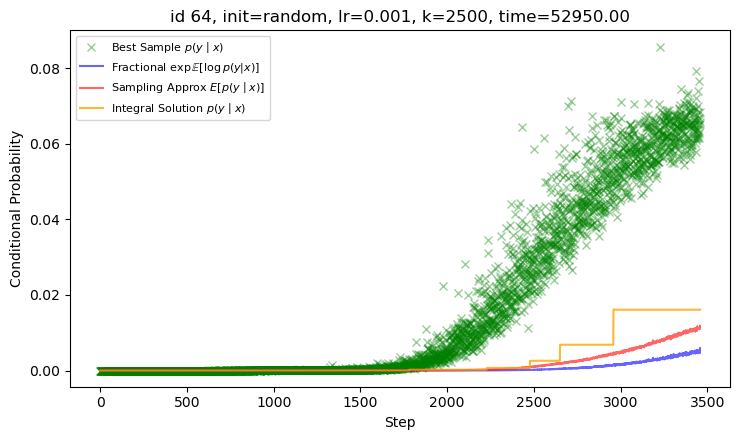 id 64, init=random, lr=0.001, k=2500, time=52950.00
Best Sample p(y | x)
Fractional exp𝔼[log p(y|x)]
Sampling Approx E[p(y | x)]
Integral Solution p(y | x)
Conditional Probability
0.08
0.06
0.04
0.02
0.00
0 500 1000 1500 2000 2500 3000 3500
Step